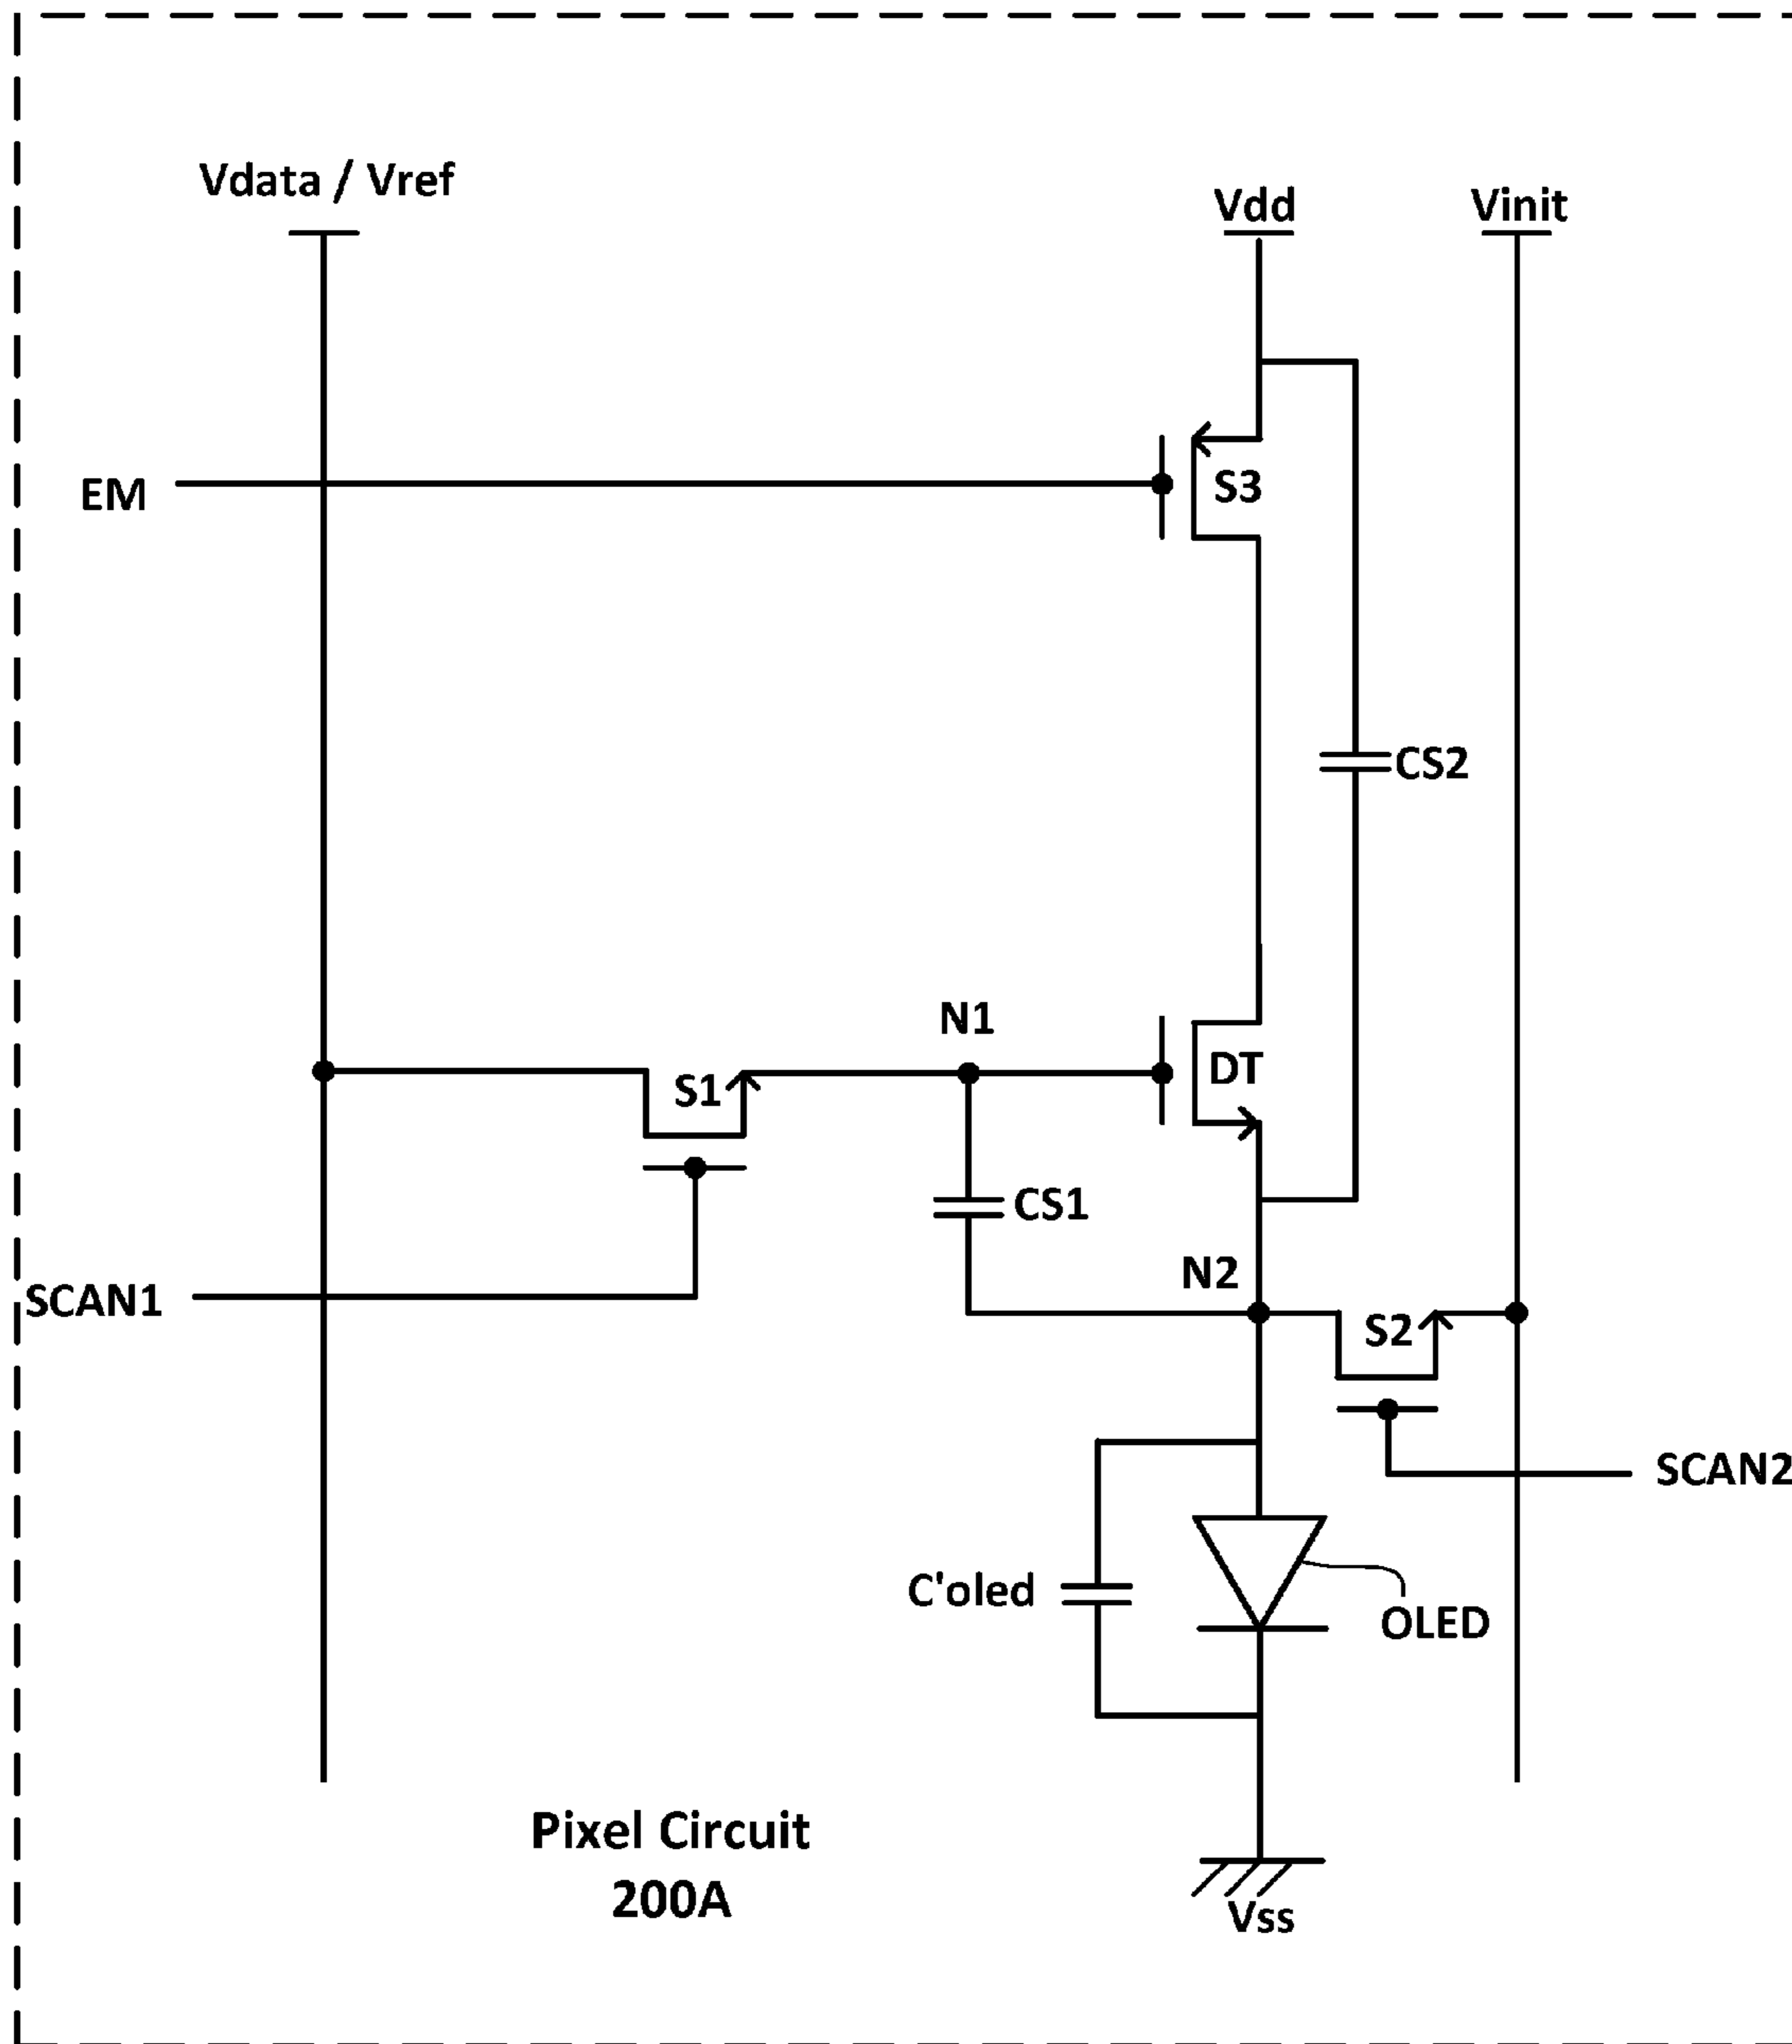 Vdata / Vref
Vdd
Vinit
EM
S3
CS2
N1
DT
S1
CS1
N2
SCAN1
S2
SCAN2
C'oled
OLED
Pixel Circuit
200A
Vss